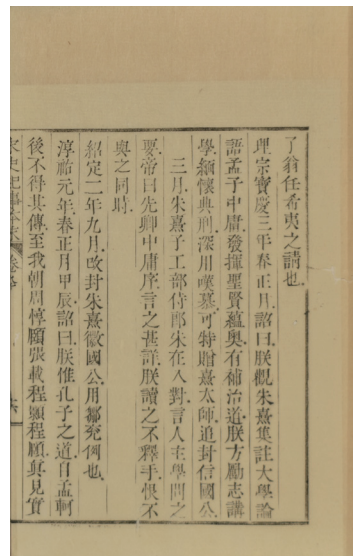 了翁任希夷之請也
理宗寶慶三年春正月詔曰朕觀朱熹集註大學論
語孟子中庸發揮聖賢蘊奧有補治道朕方勵志講
學緬懷典刑深用嘆慕可特贈熹太師追封信國公
三月朱熹子工部侍郎朱在入對言人主學問之
要帝曰先卿中庸序言之甚詳朕讀之不釋手恨不
與之同時
紹定二年九月改封朱熹徽國公用鄒兖例也
淳祐元年春正月甲辰詔曰朕惟孔子之道自孟軻
後不得其傳至我朝周惇頤張載程顥程頤真見實
宋史紀事本末